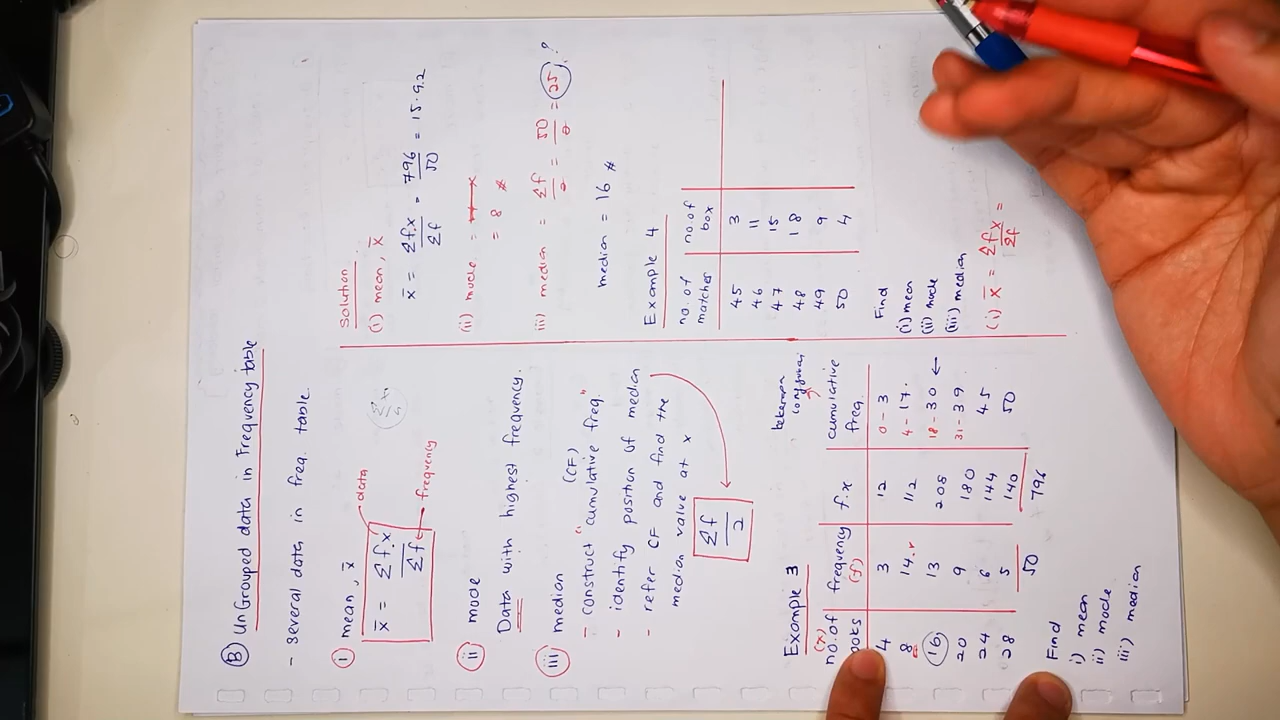 B UnGrouped data in Frequency table
- several data in freq. table.
i mean, x̄
x̄ = Σf.x / Σf
data
frequency
ii mode
Data with highest frequency.
iii median
- construct "cumulative freq." (CF)
- identify position of median
- refer CF and find the
median value at x
Σf / 2
Example 3
(x) no. of books | frequency (f) | f.x | cumulative freq.
4 | 3 | 12 | 0 - 3
8 | 14 | 112 | 4 - 17
16 | 13 | 208 | 18 - 30 ←
20 | 9 | 180 | 31 - 39
24 | 6 | 144 | 45
28 | 5 | 140 | 50
50 | 796
Find
i) mean
ii) mode
iii) median
Solution
(i) mean, x̄
x̄ = Σfx / Σf = 796 / 50 = 15.92
(ii) mode =
= 8 #
iii) median = Σf / 2 = 50 / 2 = 25 ?
median = 16 #
Example 4
no. of matches | no. of box
45 | 3
46 | 11
47 | 15
48 | 18
49 | 9
50 | 4
Find
(i) mean
(ii) mode
(iii) median
(i) x̄ = Σfx / Σf =